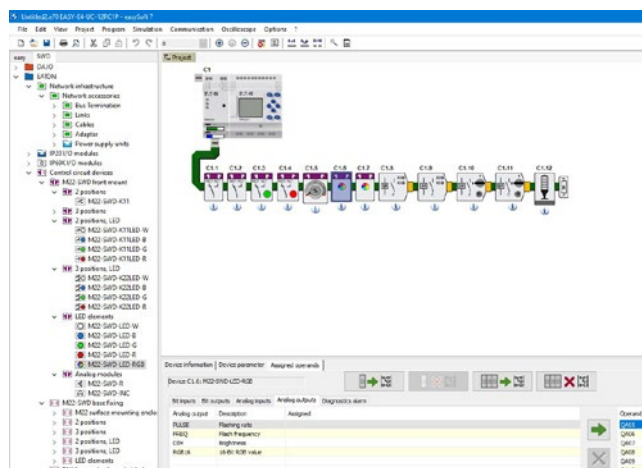 Untitled2.e70 [EASY-E4-UC-12RC1P - easySoft 7
File Edit View Project Program Simulation Communication Oscilloscope Options ?
easy SWD
Project
DACO
EATON
Network infrastructure
Network accessories
Bus Termination
Links
Cables
Adapter
Power supply units
IP20 I/O modules
IP69K I/O modules
Control circuit devices
M22-SWD front mount
2 positions
M22-SWD-K11
3 positions
2 positions, LED
M22-SWD-K11LED-W
M22-SWD-K11LED-B
M22-SWD-K11LED-G
M22-SWD-K11LED-R
3 positions, LED
M22-SWD-K22LED-W
M22-SWD-K22LED-B
M22-SWD-K22LED-G
M22-SWD-K22LED-R
LED elements
M22-SWD-LED-W
M22-SWD-LED-B
M22-SWD-LED-G
M22-SWD-LED-R
M22-SWD-LED-RGB
Analog modules
M22-SWD-R
M22-SWD-INC
M22-SWD base fixing
M22 surface mounting enclo
2 positions
3 positions
2 positions, LED
3 positions, LED
LED elements
C1
C1.1 C1.2 C1.3 C1.4 C1.5 C1.6 C1.7 C1.8 C1.9 C1.10 C1.11 C1.12
Device information Device parameter Assigned operands
Device C1.6: M22-SWD-LED-RGB
Bit inputs Bit outputs Analog inputs Analog outputs Diagnostics alarm
Analog output Description Assigned
PULSE Flashing ratio
FREQ Flash frequency
DIM Brightness
RGB16 16-Bit RGB value
Operand
QA05
QA06
QA07
QA08
QA09